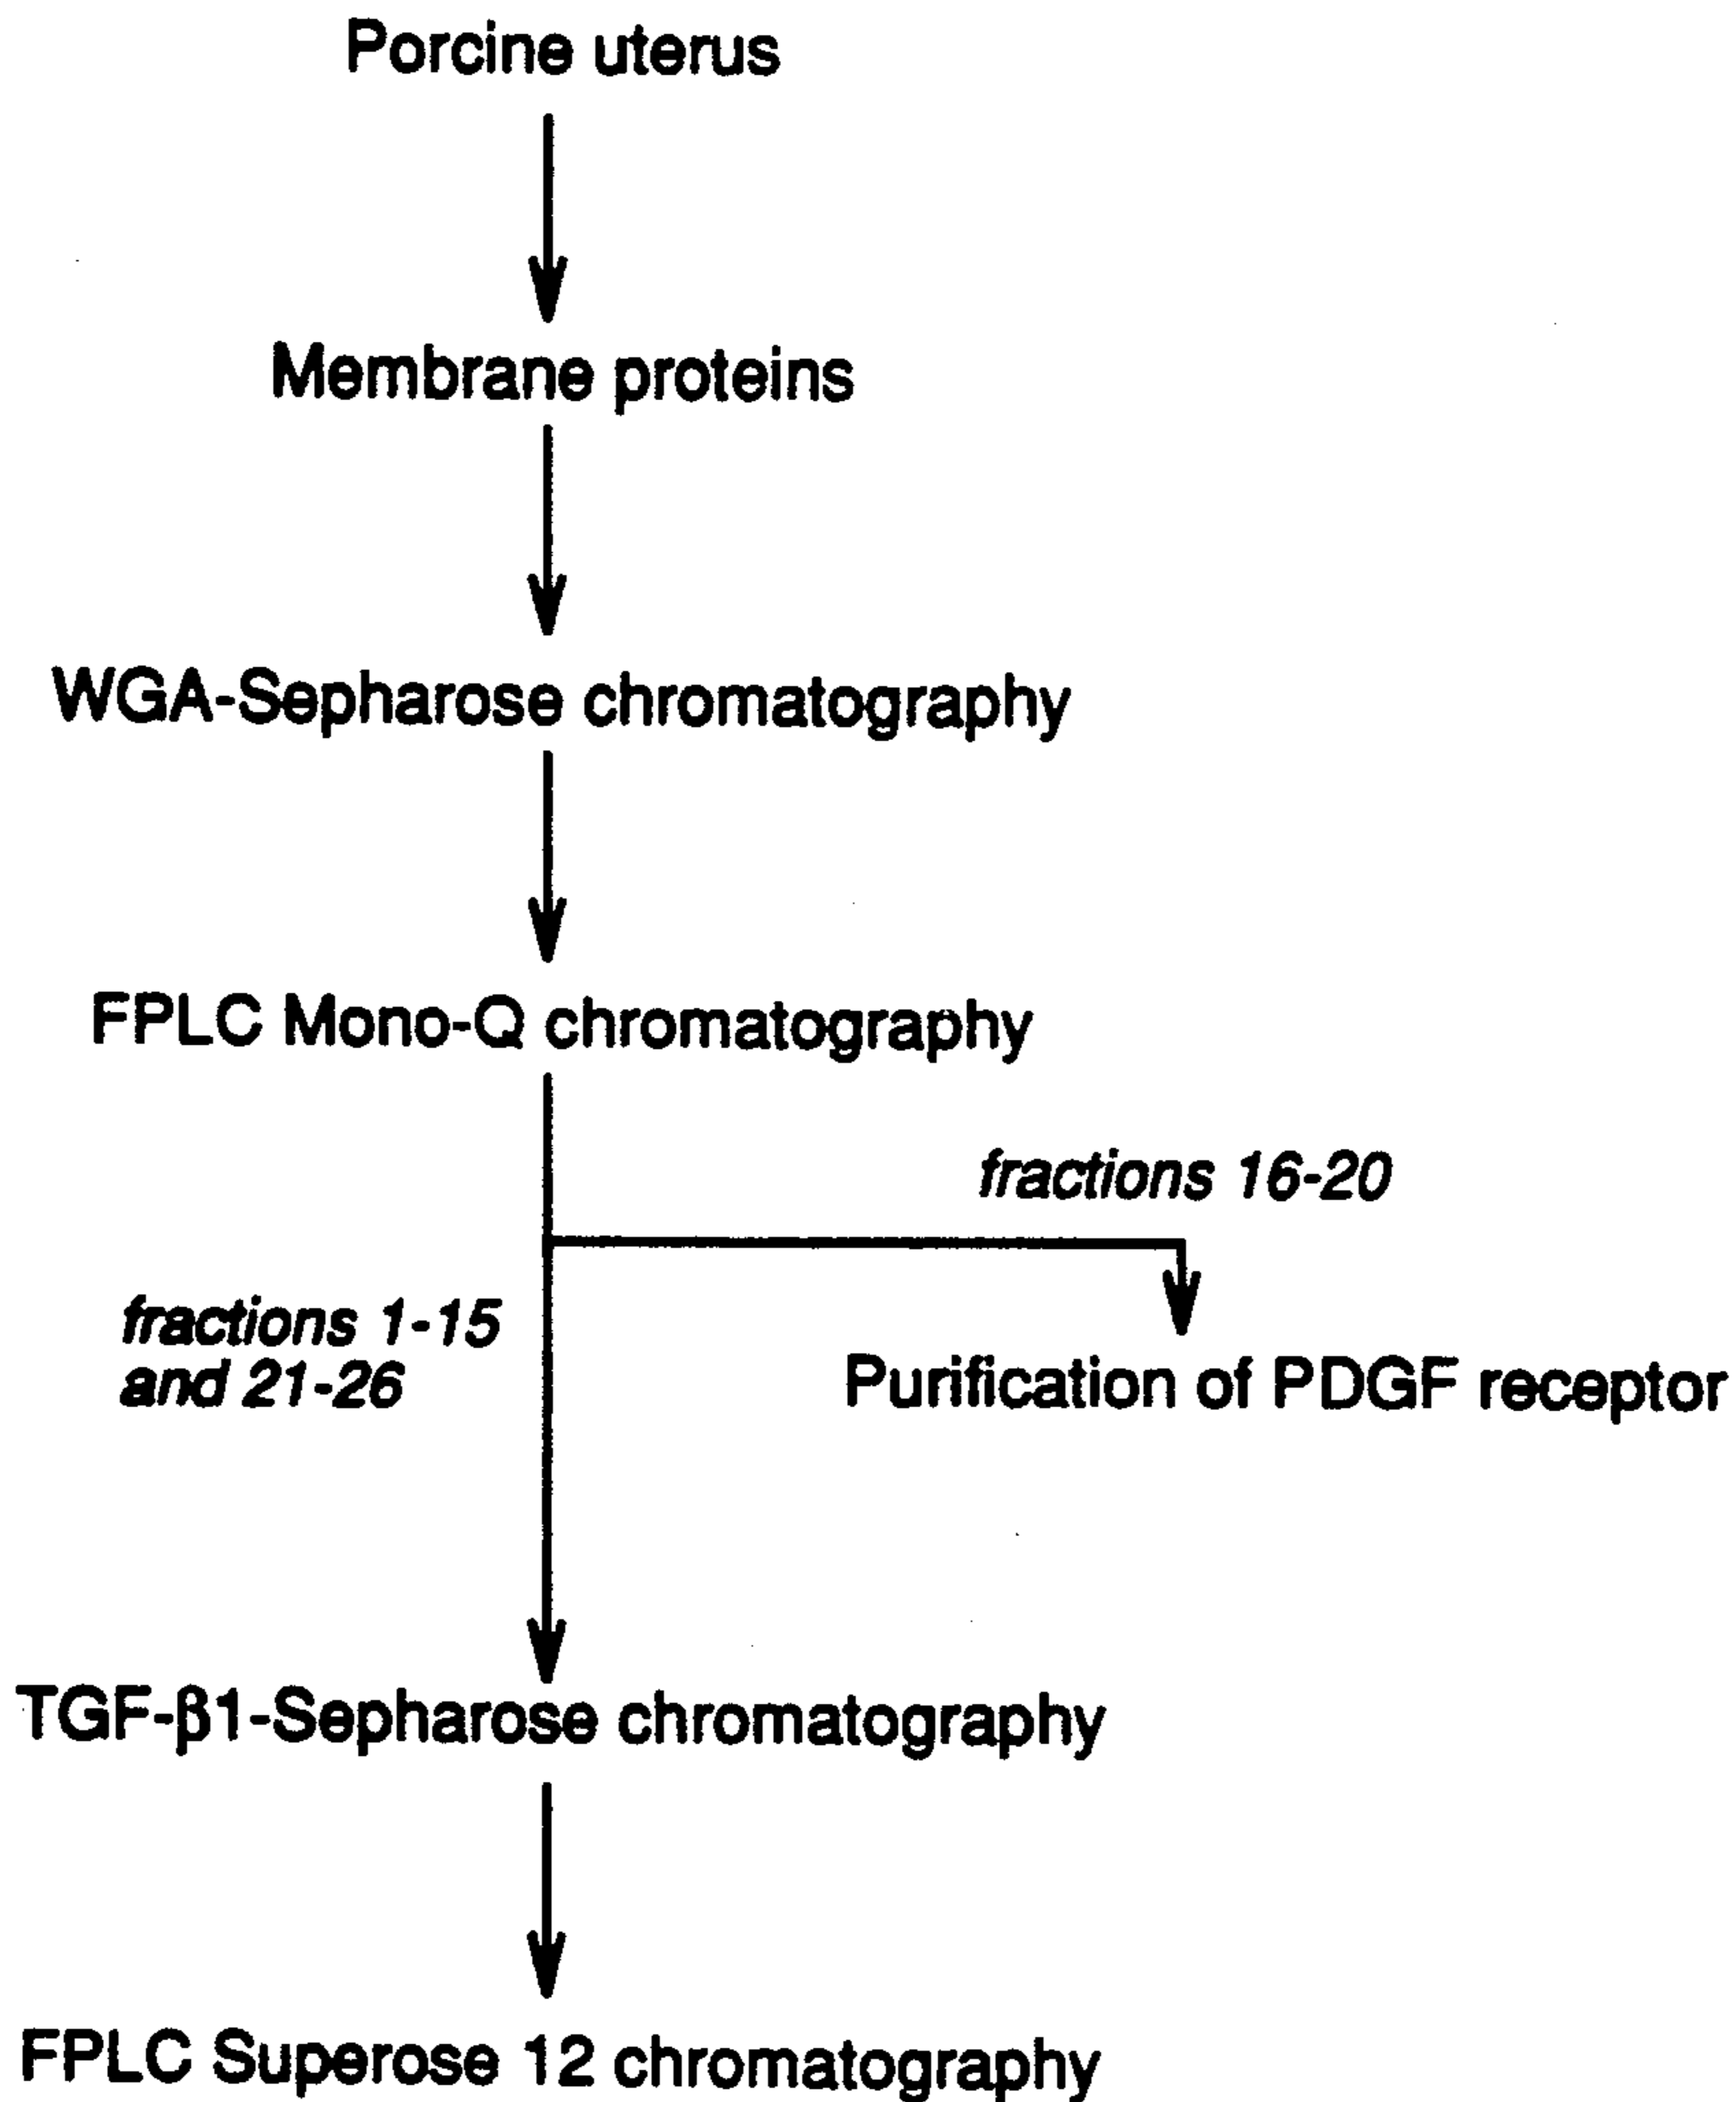 Porcine uterus
Membrane proteins
WGA-Sepharose chromatography
FPLC Mono-Q chromatography
fractions 16-20
fractions 1-15
and 21-26
Purification of PDGF receptor
TGF-β1-Sepharose chromatography
FPLC Superose 12 chromatography